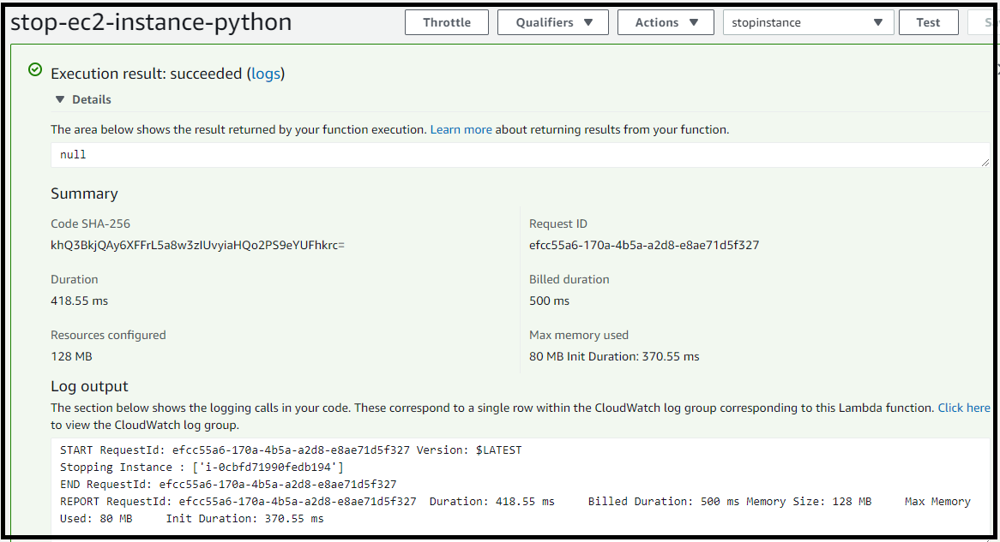 stop-ec2-instance-python Throttle Qualifiers ▼ Actions ▼ stopinstance ▼ Test
Execution result: succeeded (logs)
▼ Details
The area below shows the result returned by your function execution. Learn more about returning results from your function.
null
Summary
Code SHA-256 Request ID
khQ3BkjQAy6XFFrL5a8w3zIUvyiaHQo2PS9eYUFhkrc= efcc55a6-170a-4b5a-a2d8-e8ae71d5f327
Duration Billed duration
418.55 ms 500 ms
Resources configured Max memory used
128 MB 80 MB Init Duration: 370.55 ms
Log output
The section below shows the logging calls in your code. These correspond to a single row within the CloudWatch log group corresponding to this Lambda function. Click here
to view the CloudWatch log group.
START RequestId: efcc55a6-170a-4b5a-a2d8-e8ae71d5f327 Version: $LATEST
Stopping Instance : ['i-0cbfd71990fedb194']
END RequestId: efcc55a6-170a-4b5a-a2d8-e8ae71d5f327
REPORT RequestId: efcc55a6-170a-4b5a-a2d8-e8ae71d5f327 Duration: 418.55 ms Billed Duration: 500 ms Memory Size: 128 MB Max Memory
Used: 80 MB Init Duration: 370.55 ms